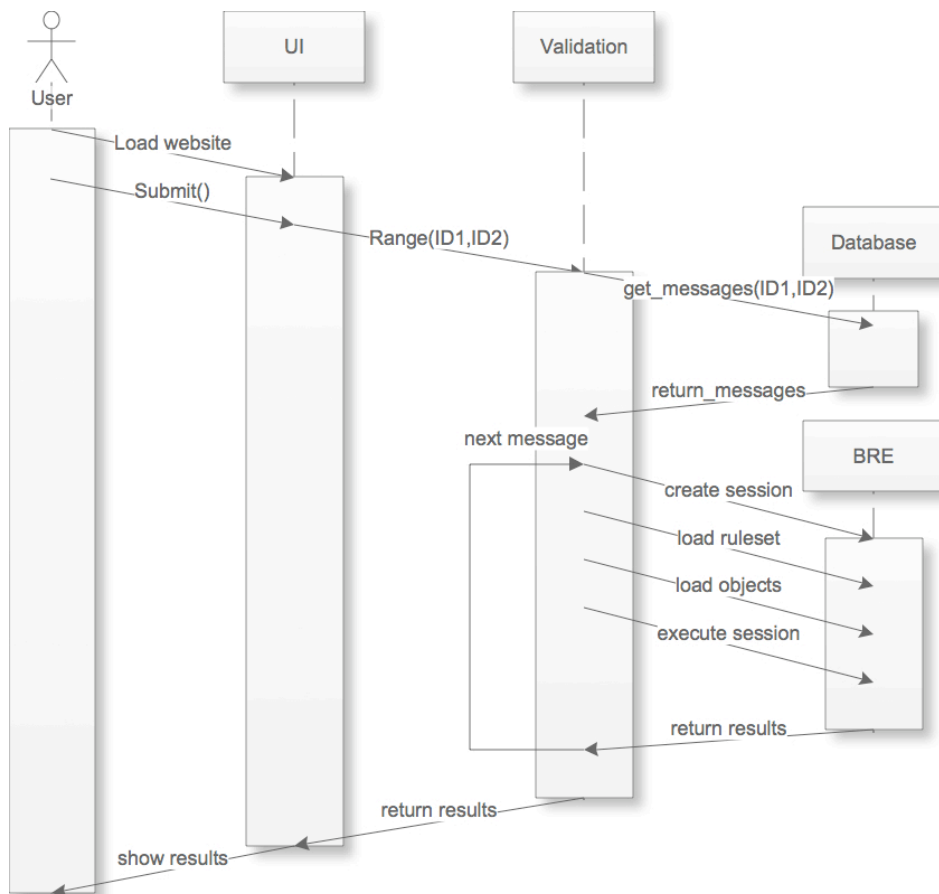 UI
Validation
User
Load website
Submit()
Range(ID1,ID2)
Database
get_messages(ID1,ID2)
return_messages
next message
BRE
create session
load ruleset
load objects
execute session
return results
return results
show results